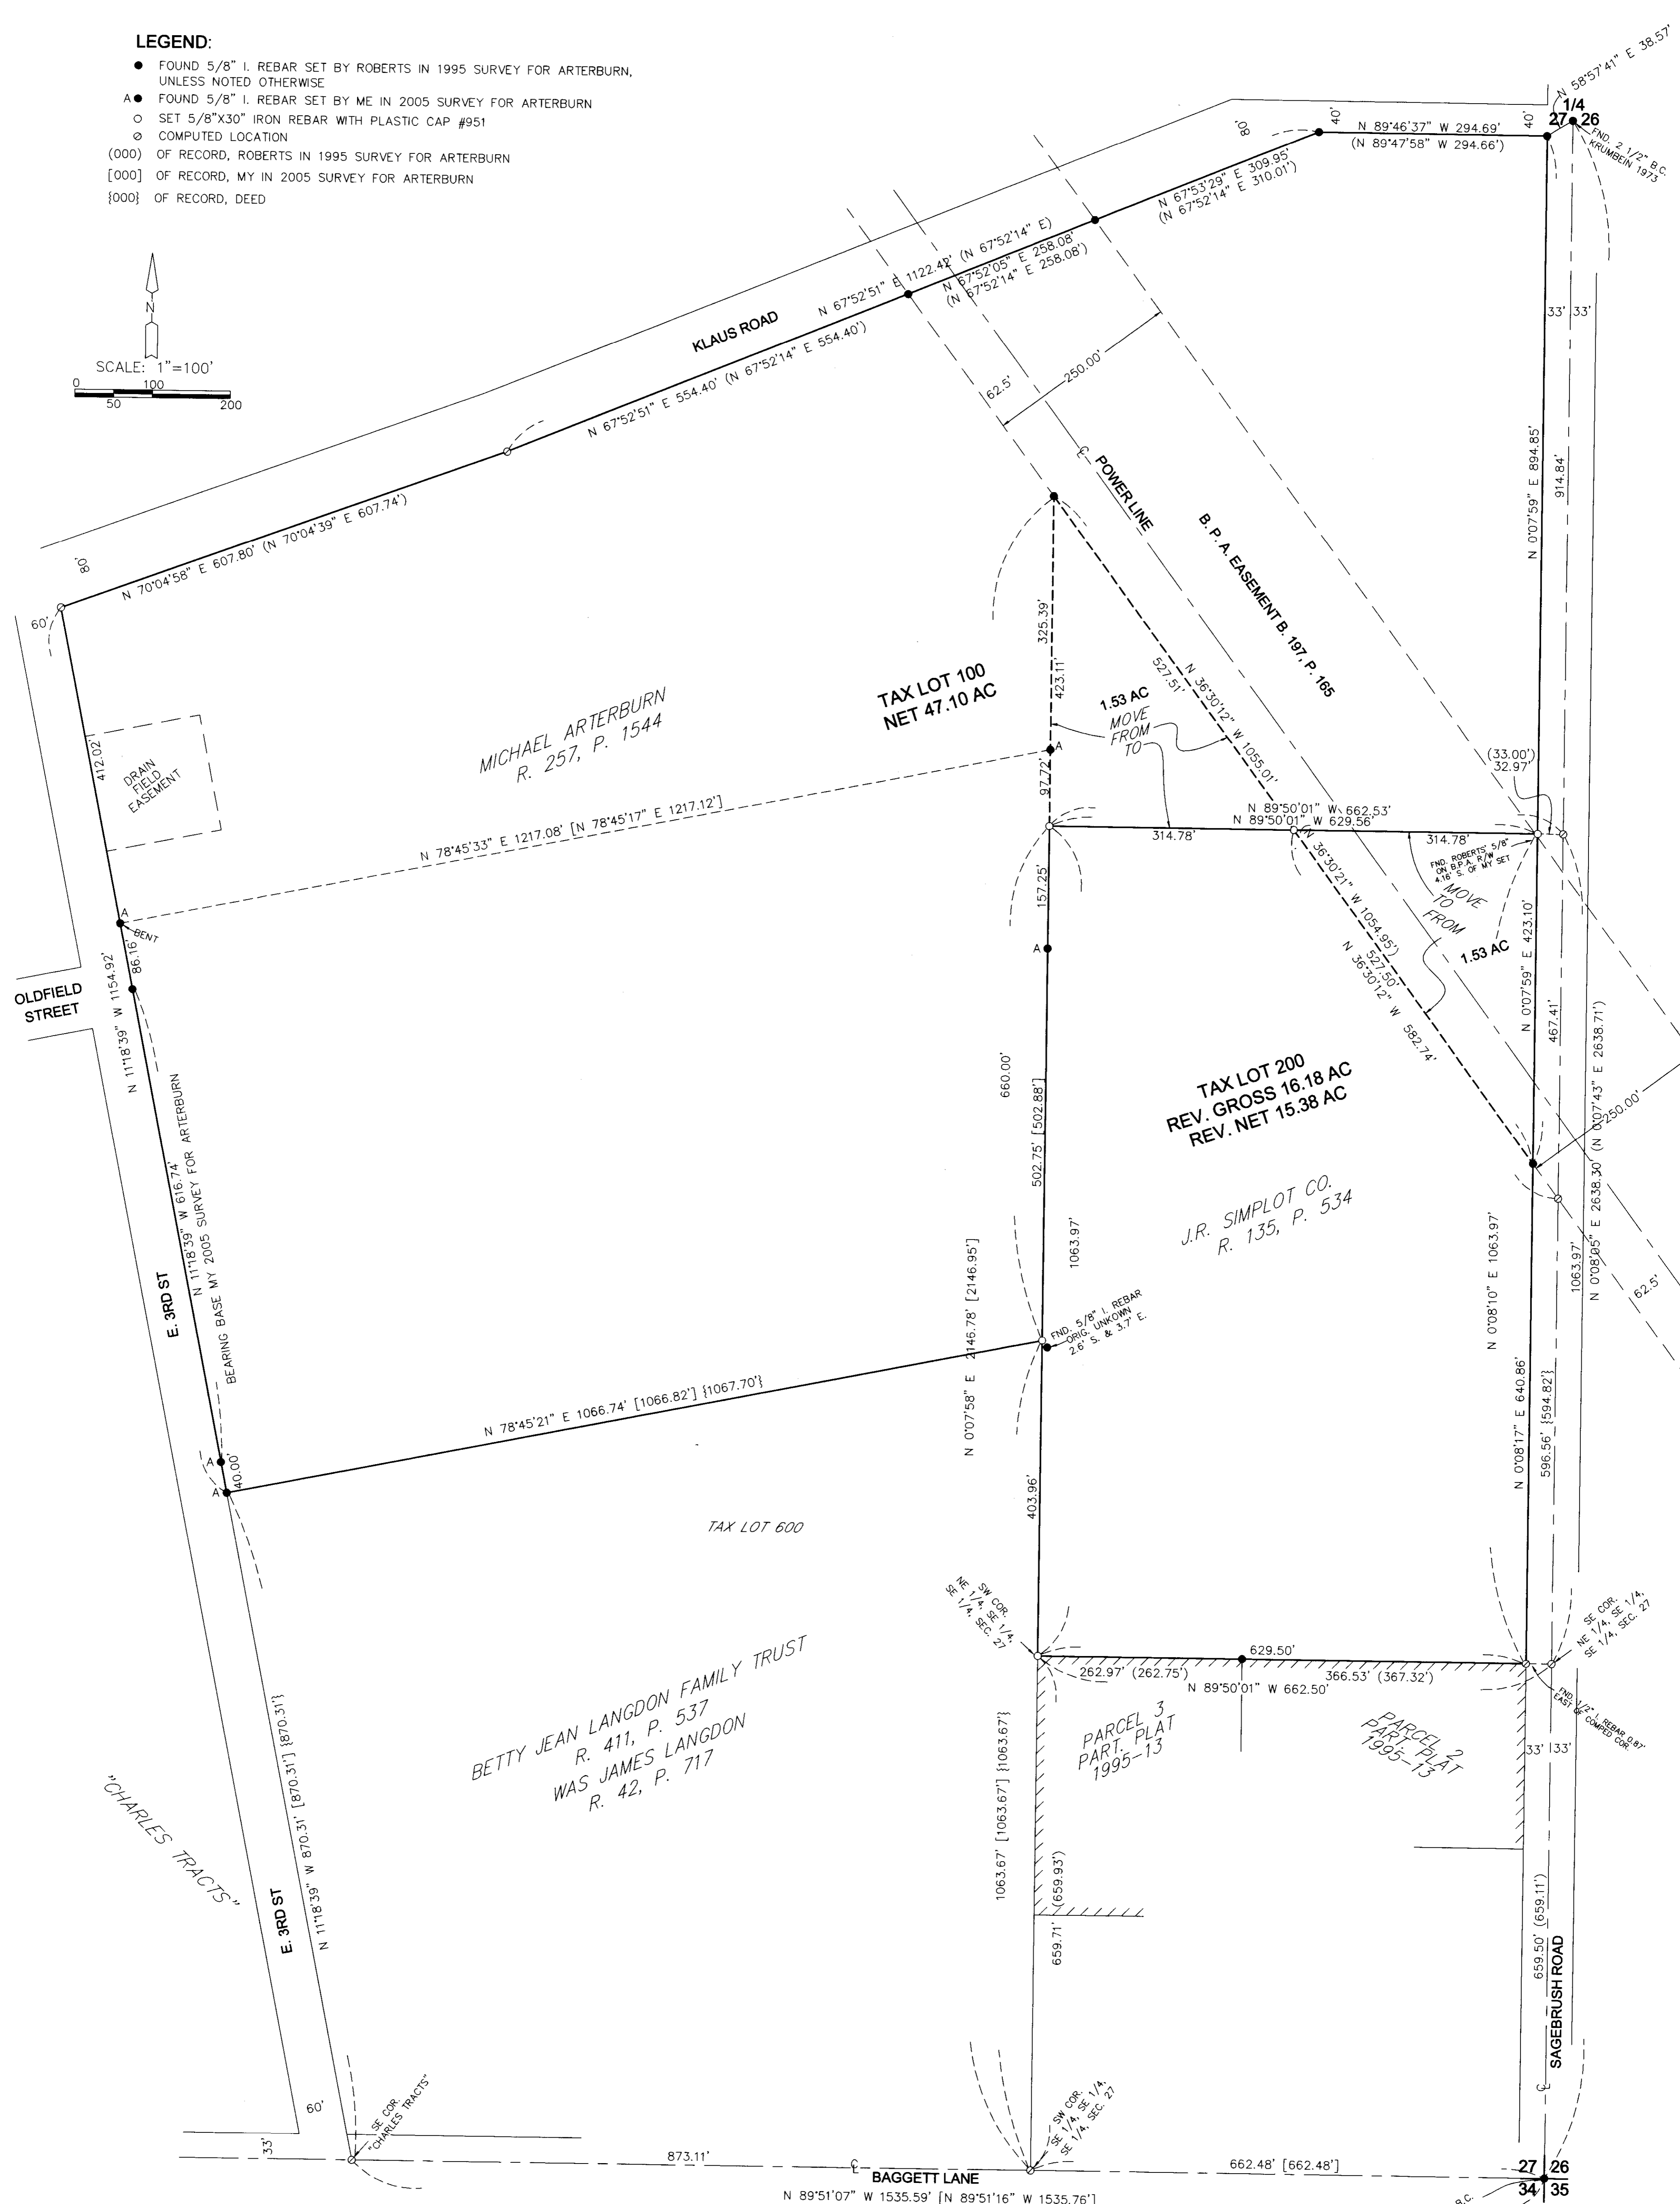 LEGEND:
● FOUND 5/8" I. REBAR SET BY ROBERTS IN 1995 SURVEY FOR ARTERBURN,
UNLESS NOTED OTHERWISE
A● FOUND 5/8" I. REBAR SET BY ME IN 2005 SURVEY FOR ARTERBURN
○ SET 5/8"X30" IRON REBAR WITH PLASTIC CAP #951
⊘ COMPUTED LOCATION
(000) OF RECORD, ROBERTS IN 1995 SURVEY FOR ARTERBURN
[000] OF RECORD, MY IN 2005 SURVEY FOR ARTERBURN
{000} OF RECORD, DEED
N
SCALE: 1"=100'
0 100
50 200
N 58°57'41" E 38.57'
1/4
27 26
FND. 2 1/2" B.C.
KRUMBEIN 1973
40'
40'
80'
N 89°46'37" W 294.69'
(N 89°47'58" W 294.66')
N 67°53'29" E 309.95'
(N 67°52'14" E 310.01')
N 67°52'51" E 1122.42' (N 67°52'14" E)
N 67°52'05" E 258.08'
(N 67°52'14" E 258.08')
KLAUS ROAD
N 67°52'51" E 554.40' (N 67°52'14" E 554.40')
33' 33'
62.5'
250.00'
℄
POWER LINE
B. P. A. EASEMENT B. 197, P. 165
N 0°07'59" E 894.85'
914.84'
N 70°04'58" E 607.80' (N 70°04'39" E 607.74')
80'
60'
412.02'
DRAIN
FIELD
EASEMENT
MICHAEL ARTERBURN
R. 257, P. 1544
TAX LOT 100
NET 47.10 AC
325.39'
423.11'
97.72'
A
1.53 AC
MOVE
FROM
TO
N 36°30'12" W 1055.01'
527.51'
(33.00')
32.97'
N 89°50'01" W 662.53'
N 89°50'01" W 629.56'
314.78'
314.78'
FND. ROBERTS' 5/8"
ON B.P.A. R/W
4.16' S. OF MY SET
MOVE
TO
FROM
1.53 AC
(N 36°30'21" W 1054.95')
527.50'
N 36°30'12" W 582.74'
N 78°45'33" E 1217.08' [N 78°45'17" E 1217.12']
A
BENT
86.16'
157.25'
A
OLDFIELD
STREET
N 11°18'39" W 1154.92'
N 0°07'59" E 423.10'
467.41'
N 0°08'05" E 2638.30' (N 0°07'43" E 2638.71')
250.00'
62.5'
660.00'
502.75' [502.88']
TAX LOT 200
REV. GROSS 16.18 AC
REV. NET 15.38 AC
J.R. SIMPLOT CO.
R. 135, P. 534
N 11°18'39" W 616.74'
BEARING BASE MY 2005 SURVEY FOR ARTERBURN
E. 3RD ST
1063.97'
N 0°07'58" E 2146.78' [2146.95']
FND. 5/8" I. REBAR
ORIG. UNKOWN
2.6' S. & 3.7' E.
N 0°08'10" E 1063.97'
1063.97'
N 0°08'17" E 640.86'
596.56' {594.82'}
N 78°45'21" E 1066.74' [1066.82'] {1067.70'}
A
40.00'
A
403.96'
TAX LOT 600
SW COR.
NE 1/4, SE 1/4,
SE 1/4, SEC. 27
SE COR.
NE 1/4, SE 1/4,
SE 1/4, SEC. 27
629.50'
262.97' (262.75')
366.53' (367.32')
N 89°50'01" W 662.50'
FND. 1/2" I. REBAR 0.87'
EAST OF COMPED COR.
33' 33'
BETTY JEAN LANGDON FAMILY TRUST
R. 411, P. 537
WAS JAMES LANGDON
R. 42, P. 717
PARCEL 3
PART. PLAT
1995-13
PARCEL 2
PART. PLAT
1995-13
"CHARLES TRACTS"
E. 3RD ST
N 11°18'39" W 870.31' [870.31'] {870.31'}
1063.67' [1063.67'] {1063.67'}
659.71' (659.93')
659.50' (659.11')
SAGEBRUSH ROAD
℄
60'
33'
SE COR.
"CHARLES TRACTS"
SW COR.
SE 1/4, SE 1/4,
SE 1/4, SEC. 27
873.11'
℄
BAGGETT LANE
662.48' [662.48']
N 89°51'07" W 1535.59' [N 89°51'16" W 1535.76']
27 26
34 35
B.C.